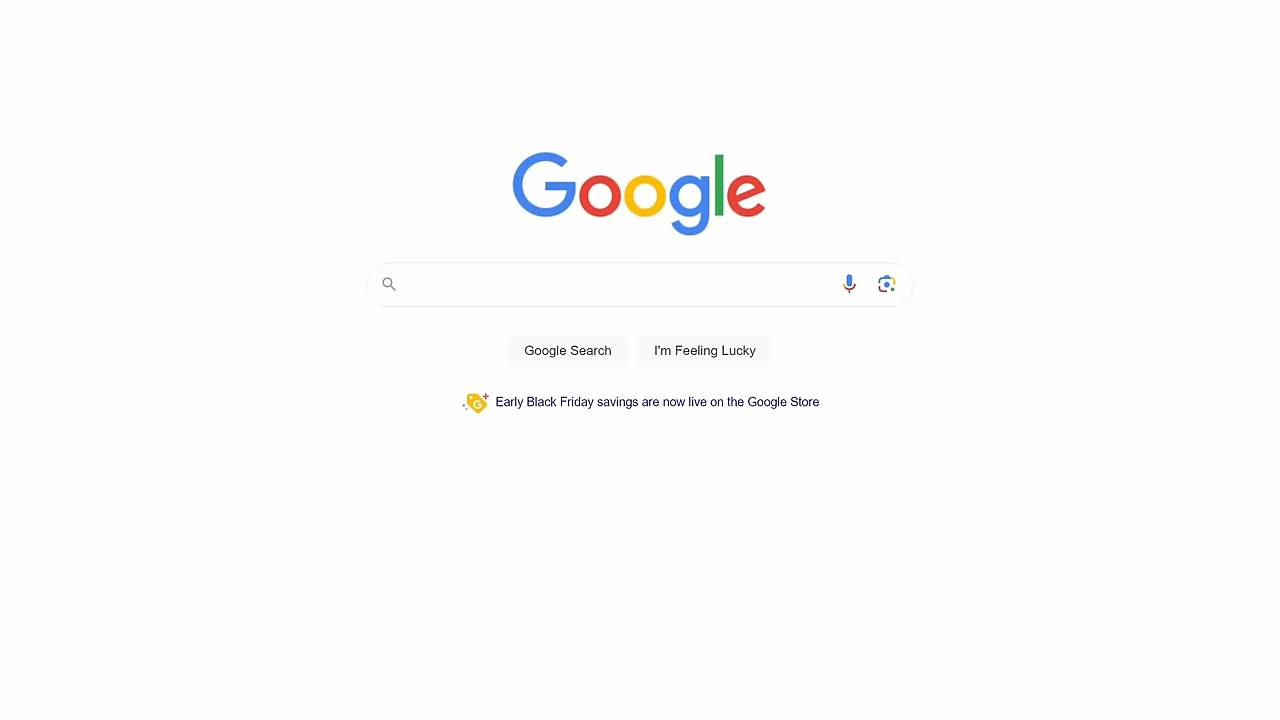 Google
Google Search
I'm Feeling Lucky
G
Early Black Friday savings are now live on the Google Store